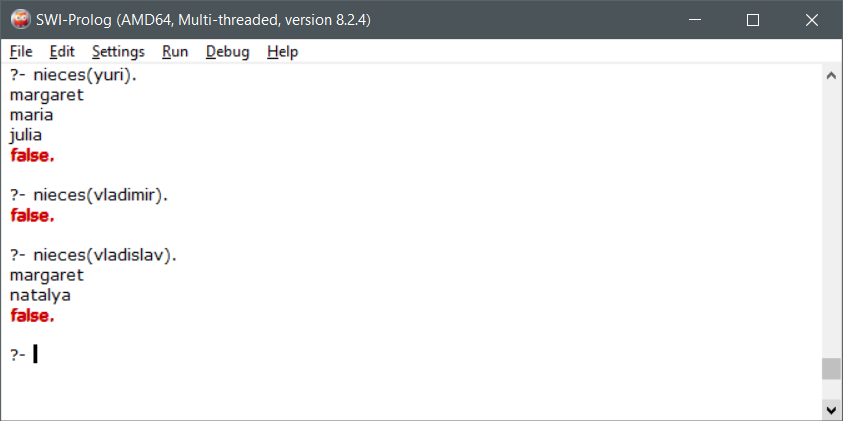 SWI-Prolog (AMD64, Multi-threaded, version 8.2.4)
File Edit Settings Run Debug Help
?- nieces(yuri).
margaret
maria
julia
false.
?- nieces(vladimir).
false.
?- nieces(vladislav).
margaret
natalya
false.
?-